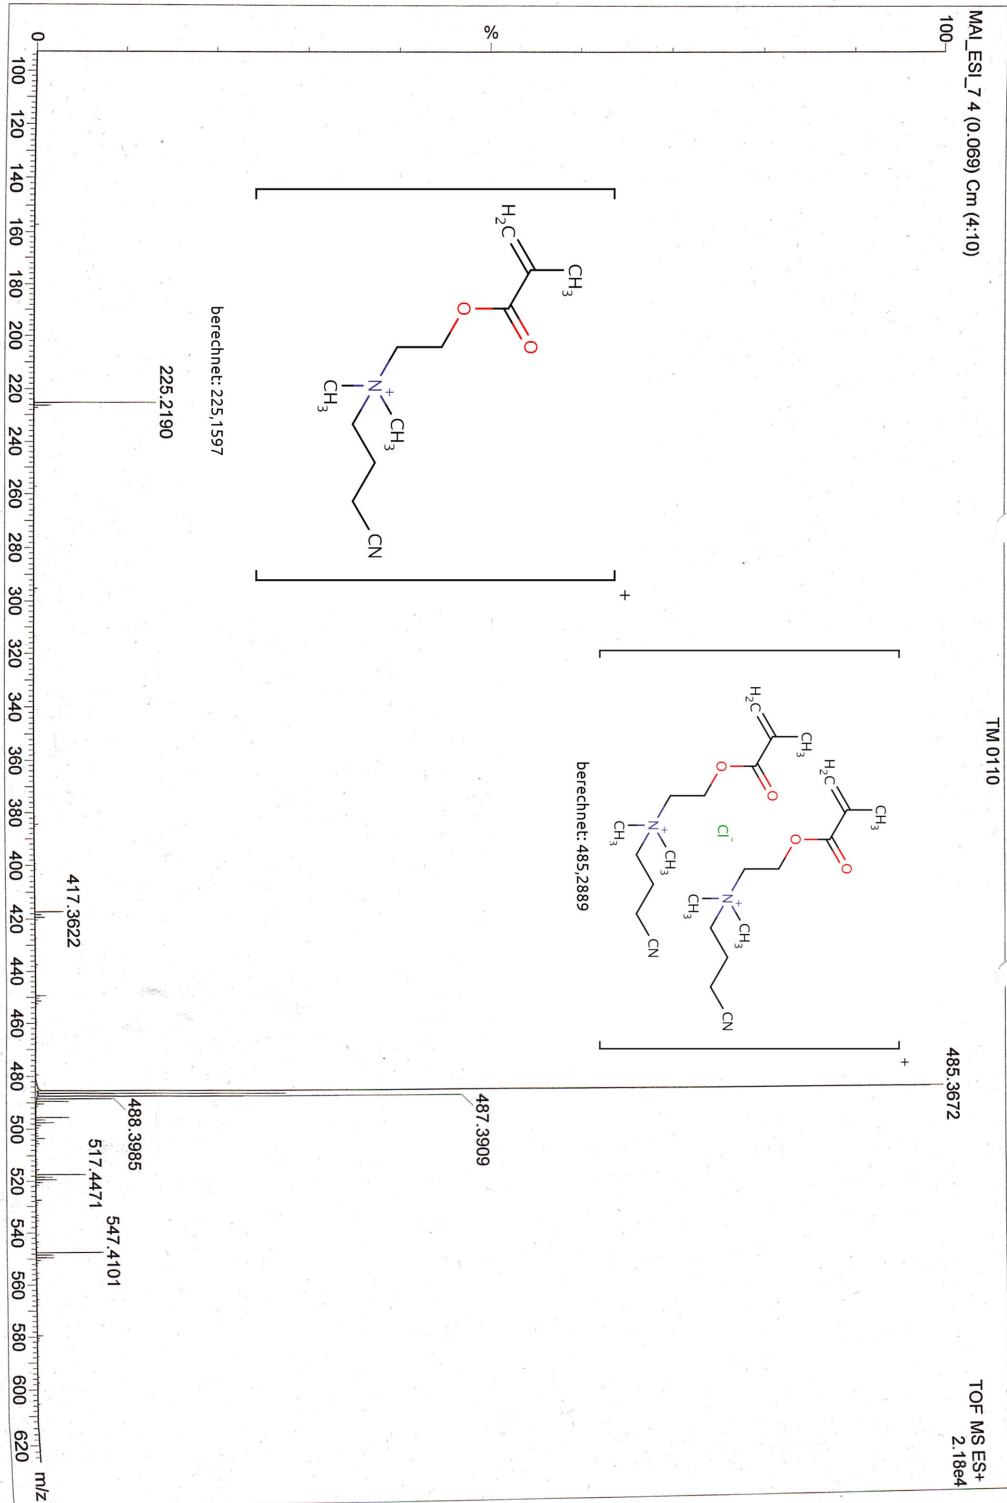 MAI_ESI_7 4 (0.069) Cm (4:10)
TM 0110
TOF MS ES+
2.18e4
100
%
0
485.3672
487.3909
488.3985
547.4101
517.4471
417.3622
225.2190
H2C
CH3
O
O
N+
CH3
CH3
CN
+
berechnet: 225,1597
H2C
CH3
O
O
N+
CH3
CH3
CN
Cl-
H2C
CH3
O
O
N+
CH3
CH3
CN
+
berechnet: 485,2889
100 120 140 160 180 200 220 240 260 280 300 320 340 360 380 400 420 440 460 480 500 520 540 560 580 600 620
m/z